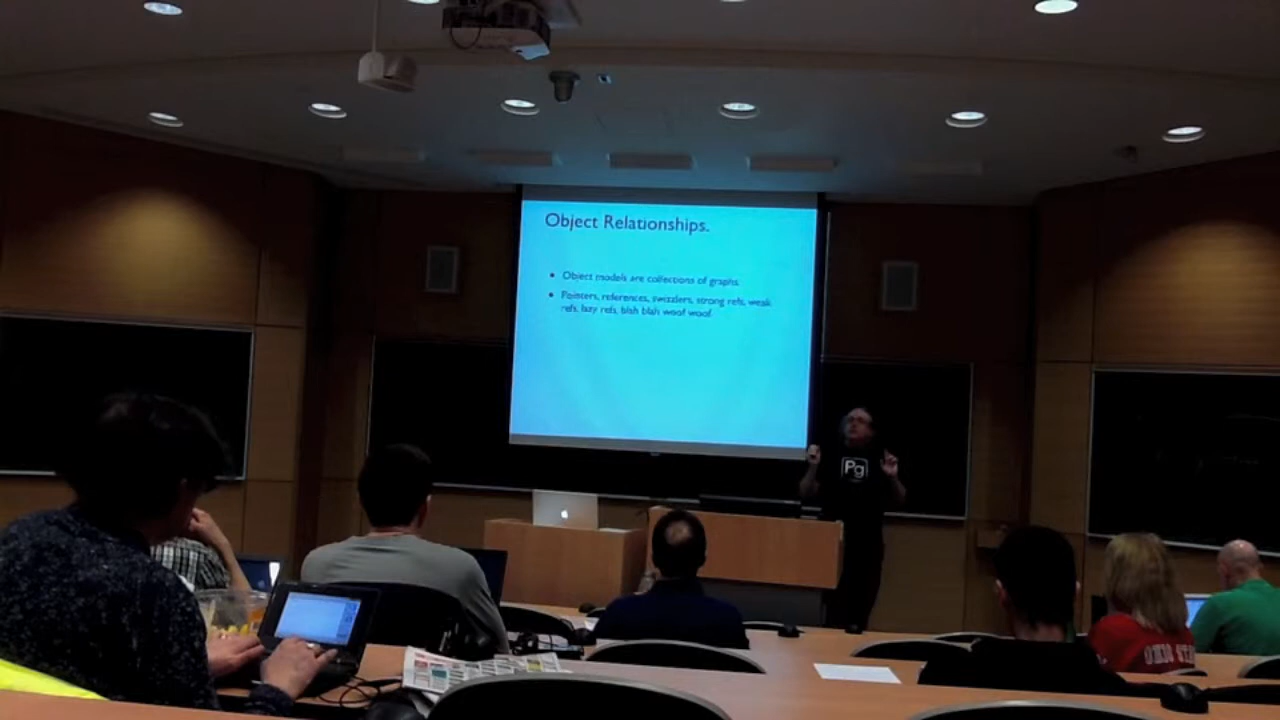 Object Relationships.
• Object models are collections of graphs.
• Pointers, references, swizzlers, strong refs, weak
refs, lazy refs, blah blah woof woof.
Pg
OHIO